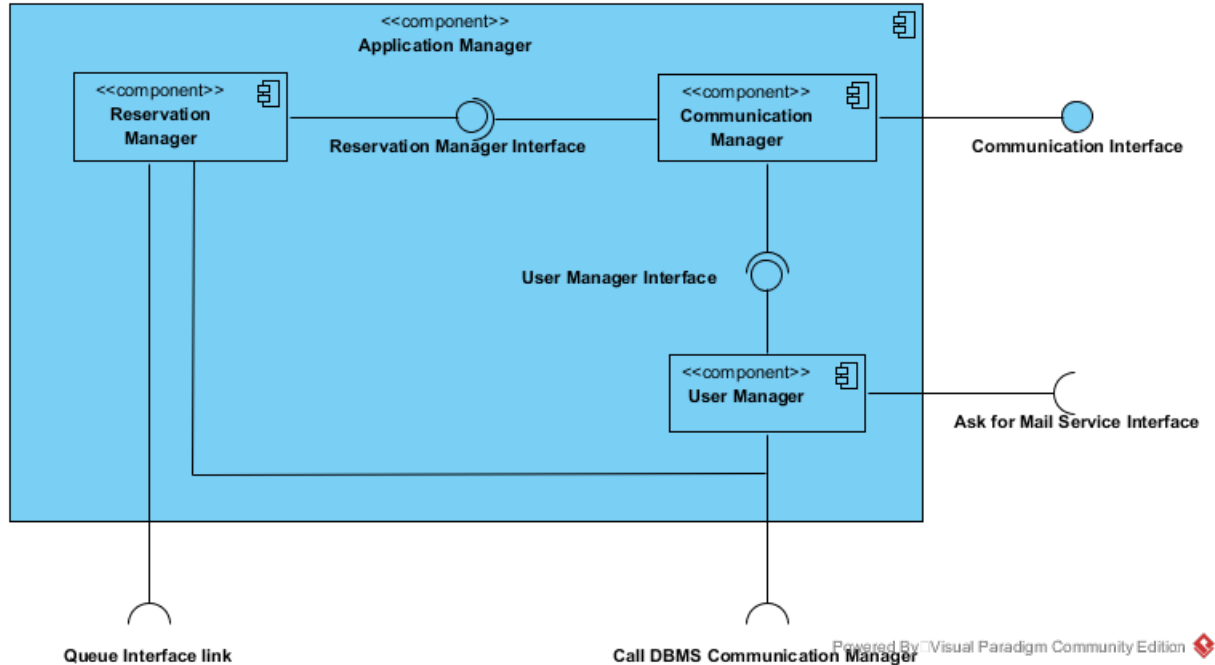 <<component>>
Application Manager
<<component>>
Reservation
Manager
<<component>>
Communication
Manager
Reservation Manager Interface
Communication Interface
User Manager Interface
<<component>>
User Manager
Ask for Mail Service Interface
Queue Interface link
Call DBMS Communication Manager
Powered By Visual Paradigm Community Edition